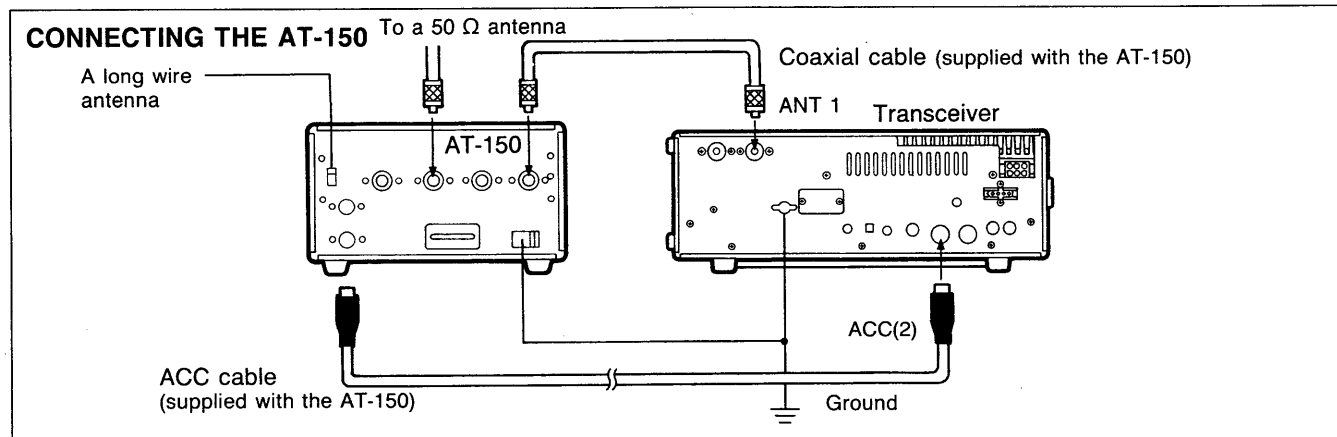 CONNECTING THE AT-150
To a 50 Ω antenna
A long wire
antenna
Coaxial cable (supplied with the AT-150)
ANT 1
Transceiver
AT-150
ACC(2)
ACC cable
(supplied with the AT-150)
Ground